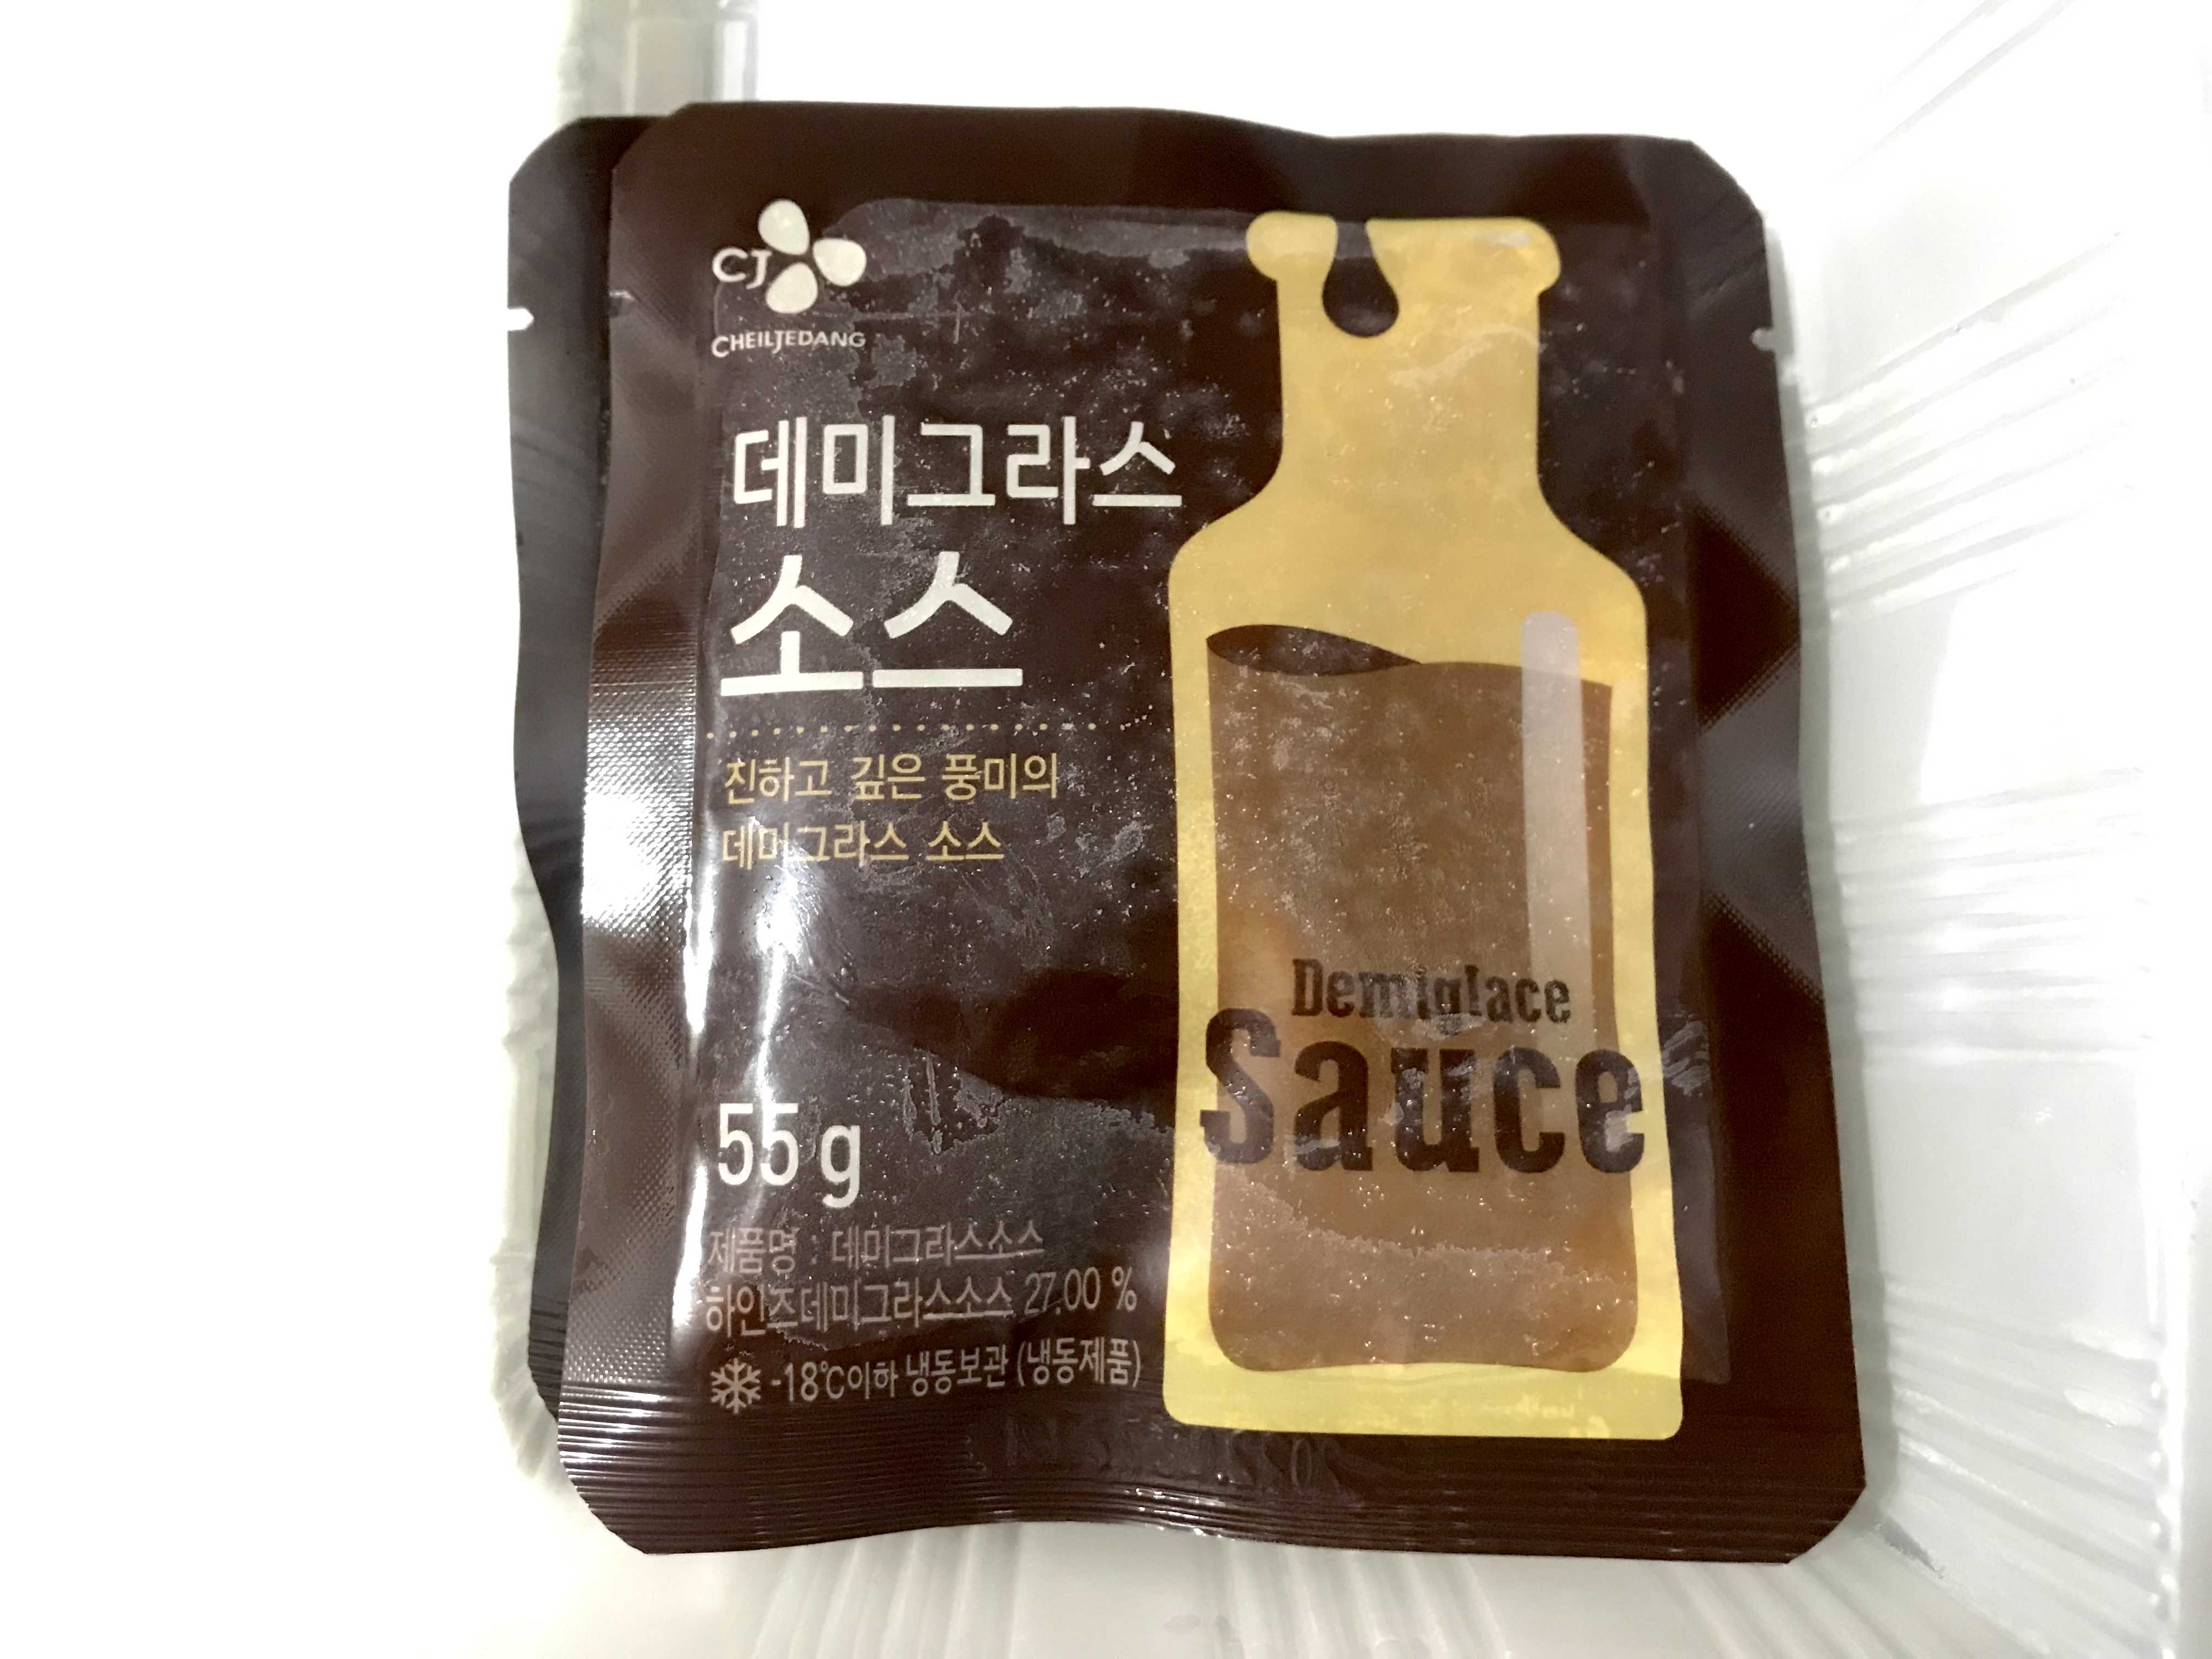 CJ
CHEILJEDANG
데미그라스
소스
진하고 깊은 풍미의
데미그라스 소스
Demiglace
Sauce
55 g
제품명 : 데미그라스소스
하인즈데미그라스소스 27.00 %
-18℃이하 냉동보관 (냉동제품)